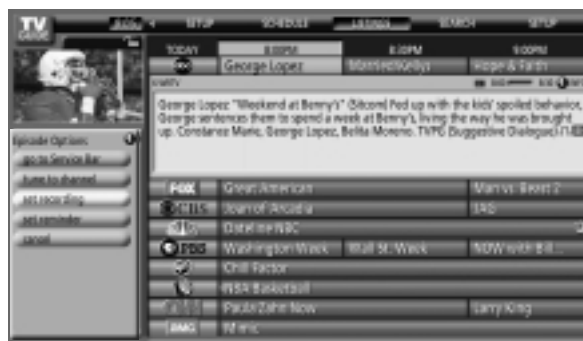 TV GUIDE
SETUP SCHEDULE LISTINGS SEARCH SETUP
TODAY 8:00PM 8:30PM 9:00PM
abc George Lopez Married Kellys Hope & Faith
George Lopez "Weekend at Benny's" (Sitcom) Fed up with the kids' spoiled behavior,
George sentences them to spend a week at Benny's, living the way he was brought
up. Constance Marie, George Lopez, Belita Moreno. TVPG (Suggestive Dialogue)
Episode Options
go to Service Bar
tune to channel
set recording
set reminder
cancel
FOX Great American Man vs. Beast 2
CBS Joan of Arcadia JAG
Dateline NBC
PBS Washington Week Wall St. Week NOW with Bill...
Chill Factor
NBA Basketball
Paula Zahn Now Larry King
AMC Mimic